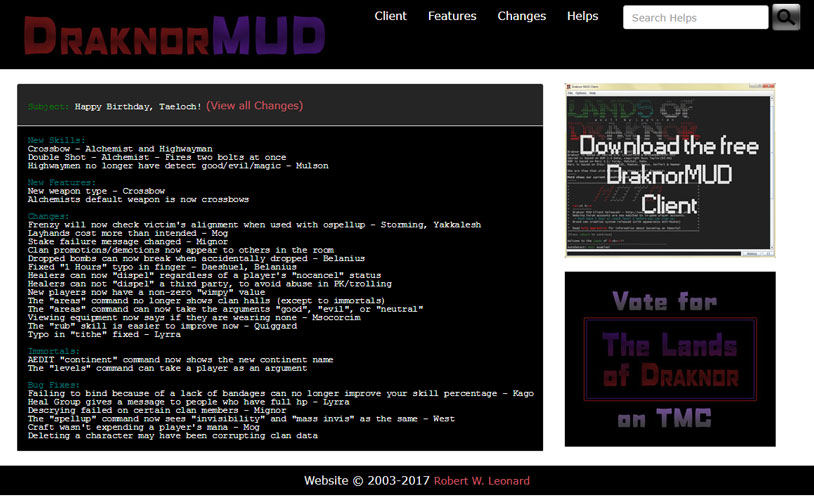 DraknorMUD
Client Features Changes Helps Search Helps
Subject: Happy Birthday, Taeloch! (View all Changes)
New Skills:
Crossbow - Alchemist and Highwayman
Double Shot - Alchemist - Fires two bolts at once
Highwaymen no longer have detect good/evil/magic - Mulson
New Features:
New weapon type - Crossbow
Alchemists default weapon is now crossbows
Changes:
Frenzy will now check victim's alignment when used with ospellup - Storming, Yakkalesh
Layhands cost more than intended - Mog
Stake failure message changed - Mignor
Clan promotions/demotions now appear to others in the room
Dropped bombs can now break when accidentally dropped - Belanius
Fixed "1 Hours" typo in finger - Daeshuel, Belanius
Healers can now "dispel" regardless of a player's "nocancel" status
Healers can not "dispel" a third party, to avoid abuse in PK/trolling
New players now have a non-zero "wimpy" value
The "areas" command no longer shows clan halls (except to immortals)
The "areas" command can now take the arguments "good", "evil", or "neutral"
Viewing equipment now says if they are wearing none - Msocorcim
The "rub" skill is easier to improve now - Quiggard
Typo in "tithe" fixed - Lyrra
Immortals:
AEDIT "continent" command now shows the new continent name
The "levels" command can take a player as an argument
Bug Fixes:
Failing to bind because of a lack of bandages can no longer improve your skill percentage - Kago
Heal Group gives a message to people who have full hp - Lyrra
Descrying failed on certain clan members - Mignor
The "spellup" command now sees "invisibility" and "mass invis" as the same - West
Craft wasn't expending a player's mana - Mog
Deleting a character may have been corrupting clan data
LANDS OF
DRAKNOR
Download the free
DraknorMUD
Client
Vote for
The Lands
of Draknor
on TMC
Website © 2003-2017 Robert W. Leonard